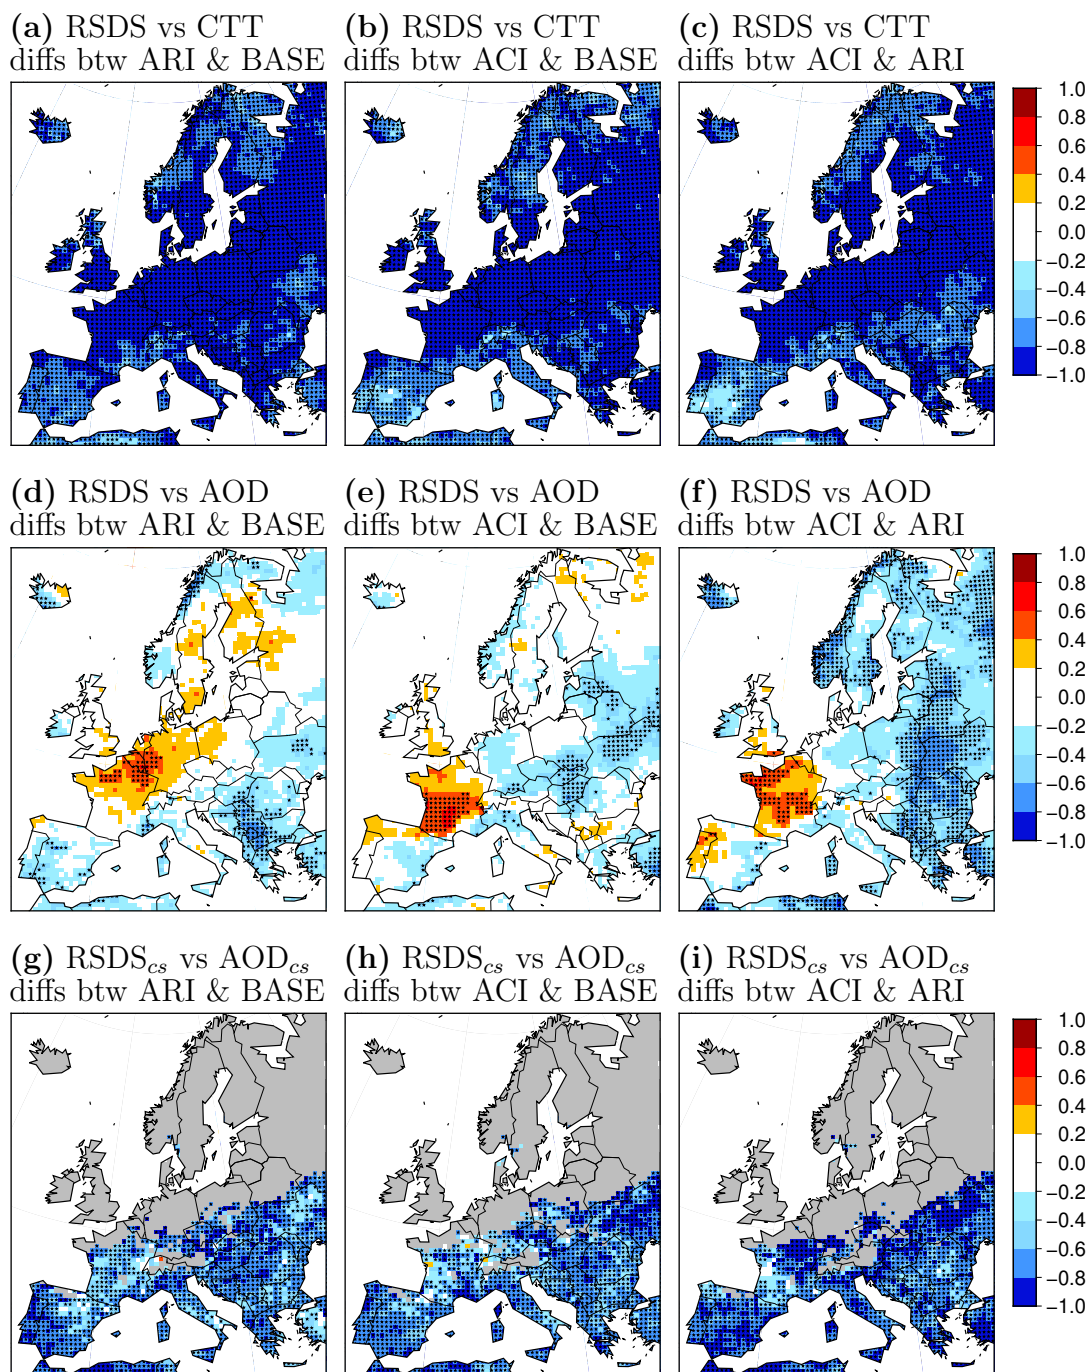 (a) RSDS vs CTT
diffs btw ARI & BASE
(b) RSDS vs CTT
diffs btw ACI & BASE
(c) RSDS vs CTT
diffs btw ACI & ARI
1.0
0.8
0.6
0.4
0.2
0.0
−0.2
−0.6
−0.8
−1.0
(d) RSDS vs AOD
diffs btw ARI & BASE
(e) RSDS vs AOD
diffs btw ACI & BASE
(f) RSDS vs AOD
diffs btw ACI & ARI
1.0
0.8
0.6
0.4
0.2
0.0
−0.2
−0.4
−0.6
−0.8
−1.0
(g) RSDS_cs vs AOD_cs
diffs btw ARI & BASE
(h) RSDS_cs vs AOD_cs
diffs btw ACI & BASE
(i) RSDS_cs vs AOD_cs
diffs btw ACI & ARI
1.0
0.8
0.6
0.4
0.2
0.0
−0.2
−0.4
−0.6
−0.8
−1.0